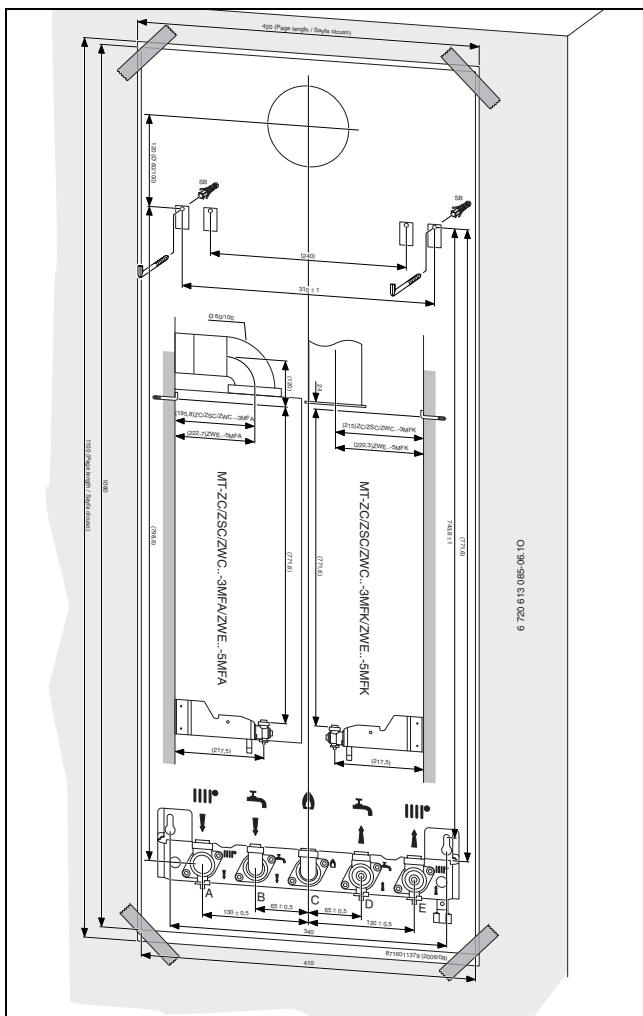 420 (Page length / Sayfa olcuso)
120 (Ø 60/100)
SB
SB
(240)
310 ± 1
Ø 60/100
(120)
24
(195,8)ZC/ZSC/ZWC..-3MFA
(222,7)ZWE..-5MFA
(215)ZC/ZSC/ZWC..-3MFK
(220,3)ZWE..-5MFK
1100 (Page length / Sayfa olcuso)
1080
(798,6)
MT-ZC/ZSC/ZWC..-3MFA/ZWE..-5MFA
(771,6)
(771,6)
MT-ZC/ZSC/ZWC..-3MFK/ZWE..-5MFK
743,6 ±1
(771,6)
6 720 613 085-06.1O
(217,5)
(217,5)
A
B
C
D
E
65 ± 0,5
65 ± 0,5
130 ± 0,5
130 ± 0,5
340
8716011379 (2006/08)
410